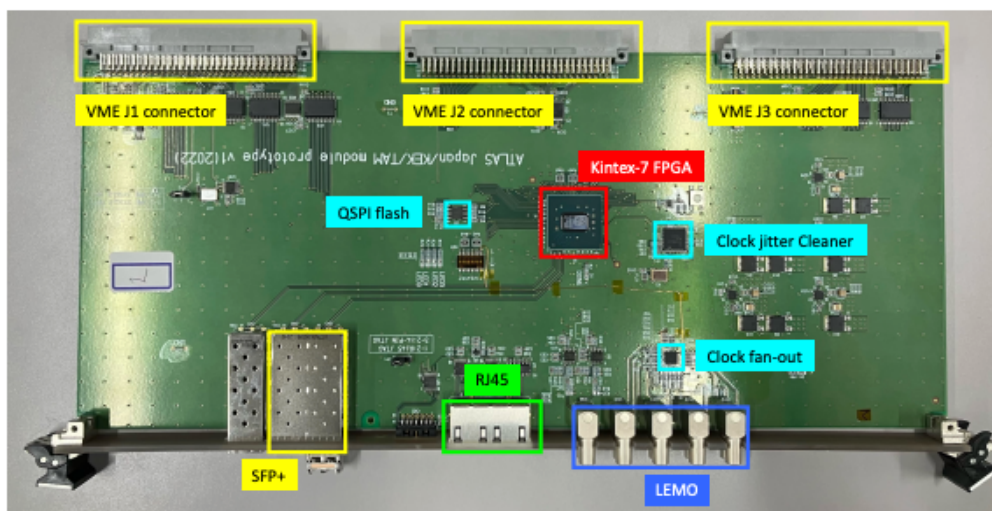 VME J1 connector
VME J2 connector
VME J3 connector
ATLAS Japan/KEK/TAM module prototype v1(2022)
Kintex-7 FPGA
QSPI flash
Clock jitter Cleaner
1
Clock fan-out
RJ45
SFP+
LEMO